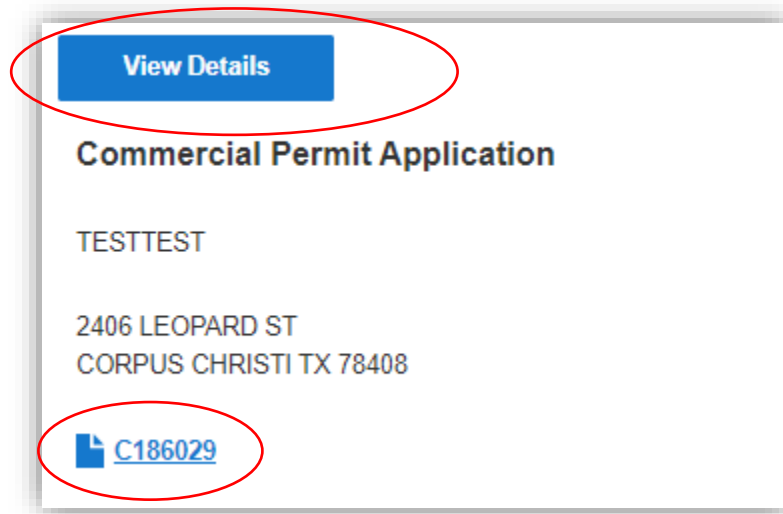 View Details
Commercial Permit Application
TESTTEST
2406 LEOPARD ST
CORPUS CHRISTI TX 78408
C186029